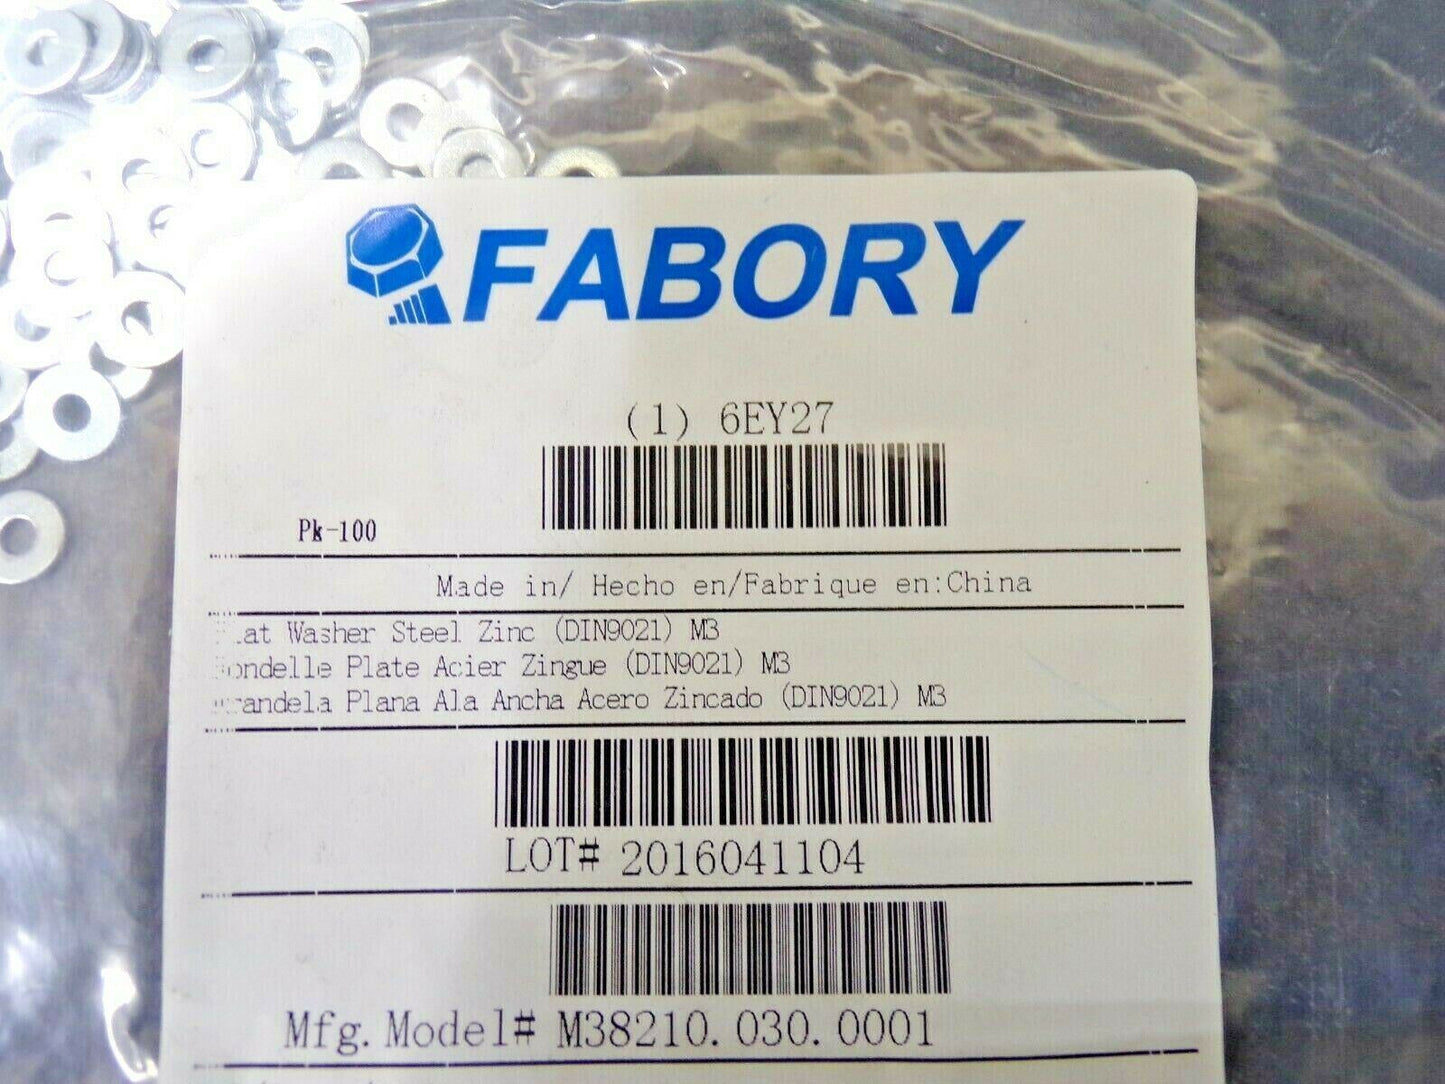 FABORY
(1) 6EY27
Pk-100
Made in/ Hecho en/Fabrique en:China
Washer Steel Zinc (DIN9021) M3
Plate Acier Zingue (DIN9021) M3
Plana Ala Ancha Acero Zincado (DIN9021) M3
LOT# 2016041104
Mfg. Model# M38210.030.0001